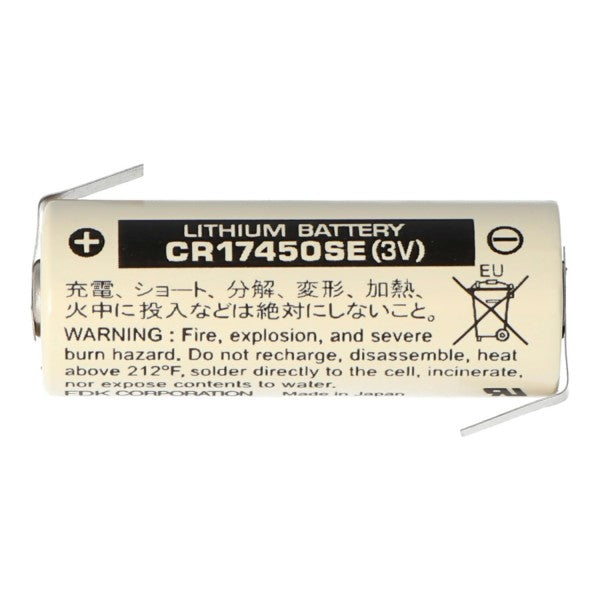 LITHIUM BATTERY
CR17450SE (3V)
EU
充電、ショート、分解、変形、加熱、
火中に投入などは絶対にしないこと。
WARNING : Fire, explosion, and severe
burn hazard. Do not recharge, disassemble, heat
above 212°F, solder directly to the cell, incinerate,
nor expose contents to water.
FDK CORPORATION Made in Japan